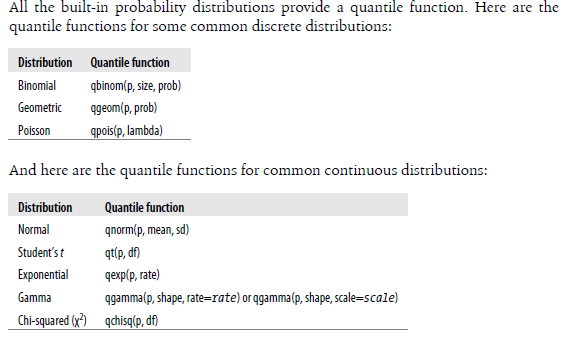 All the built-in probability distributions provide a quantile function. Here are the
quantile functions for some common discrete distributions:
Distribution Quantile function
Binomial qbinom(p, size, prob)
Geometric qgeom(p, prob)
Poisson qpois(p, lambda)
And here are the quantile functions for common continuous distributions:
Distribution Quantile function
Normal qnorm(p, mean, sd)
Student's t qt(p, df)
Exponential qexp(p, rate)
Gamma qgamma(p, shape, rate=rate) or qgamma(p, shape, scale=scale)
Chi-squared (χ²) qchisq(p, df)